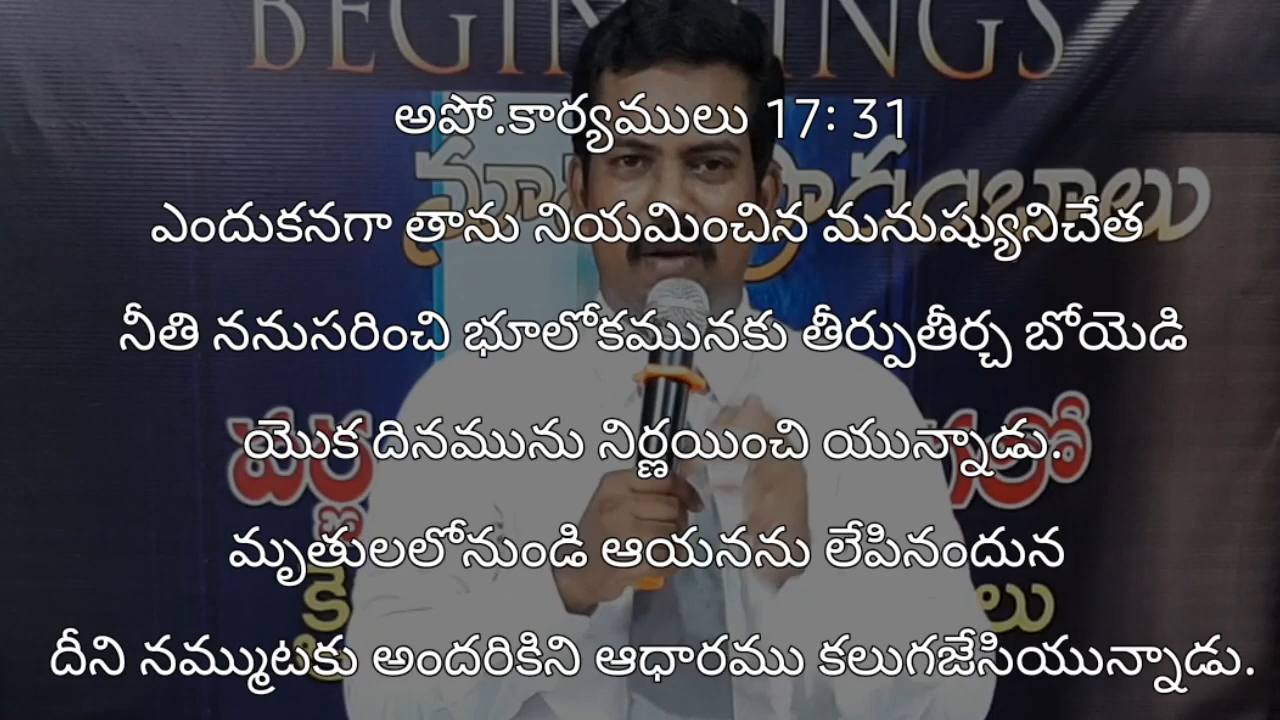 BEGINNINGS
అపో.కార్యములు 17: 31
ఎందుకనగా తాను నియమించిన మనుష్యునిచేత
నీతి ననుసరించి భూలోకమునకు తీర్పుతీర్చ బోయెడి
యొక దినమును నిర్ణయించి యున్నాడు.
మృతులలోనుండి ఆయనను లేపినందున
దీని నమ్ముటకు అందరికిని ఆధారము కలుగజేసియున్నాడు.